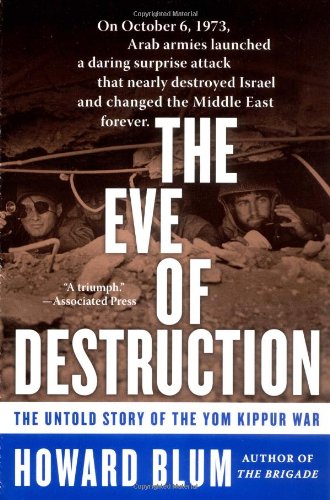 On October 6, 1973,
Arab armies launched
a daring surprise attack
that nearly destroyed Israel
and changed the Middle East
forever.
THE
EVE
OF
DESTRUCTION
“A triumph.”
—Associated Press
THE UNTOLD STORY OF THE YOM KIPPUR WAR
HOWARD BLUM
AUTHOR OF
THE BRIGADE